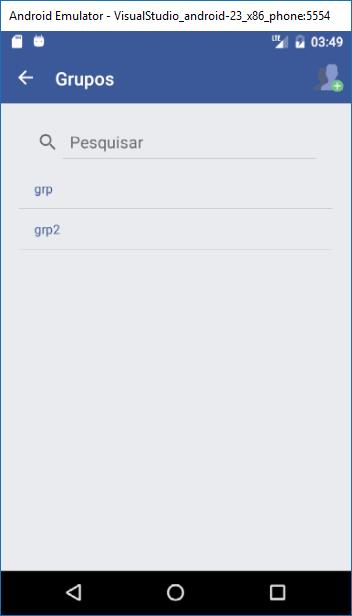 Android Emulator - VisualStudio_android-23_x86_phone:5554
LTE 03:49
Grupos
Pesquisar
grp
grp2